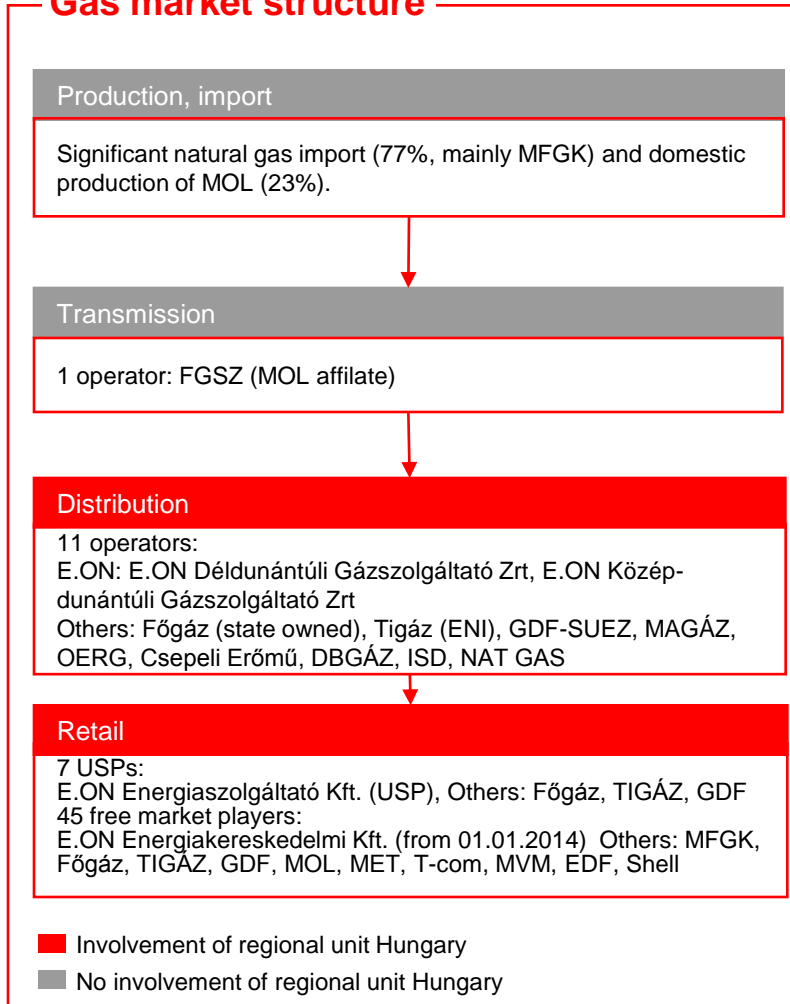 Gas market structure
Production, import
Significant natural gas import (77%, mainly MFGK) and domestic
production of MOL (23%).
Transmission
1 operator: FGSZ (MOL affilate)
Distribution
11 operators:
E.ON: E.ON Déldunántúli Gázszolgáltató Zrt, E.ON Közép-
dunántúli Gázszolgáltató Zrt
Others: Főgáz (state owned), Tigáz (ENI), GDF-SUEZ, MAGÁZ,
OERG, Csepeli Erőmű, DBGÁZ, ISD, NAT GAS
Retail
7 USPs:
E.ON Energiaszolgáltató Kft. (USP), Others: Főgáz, TIGÁZ, GDF
45 free market players:
E.ON Energiakereskedelmi Kft. (from 01.01.2014) Others: MFGK,
Főgáz, TIGÁZ, GDF, MOL, MET, T-com, MVM, EDF, Shell
Involvement of regional unit Hungary
No involvement of regional unit Hungary